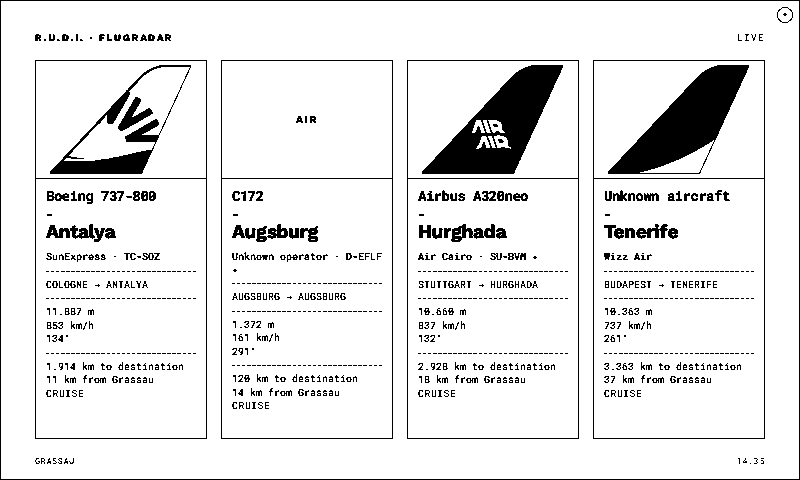 R.U.D.I. · FLUGRADAR
LIVE
Boeing 737-800
-
Antalya
SunExpress · TC-SOZ
COLOGNE → ANTALYA
11.887 m
853 km/h
134°
1.914 km to destination
11 km from Grassau
CRUISE
AIR
C172
-
Augsburg
Unknown operator · D-EFLF
✦
AUGSBURG → AUGSBURG
1.372 m
161 km/h
291°
120 km to destination
14 km from Grassau
CRUISE
AIR
AIR
Airbus A320neo
-
Hurghada
Air Cairo · SU-BVM ✦
STUTTGART → HURGHADA
10.660 m
837 km/h
132°
2.928 km to destination
18 km from Grassau
CRUISE
Unknown aircraft
-
Tenerife
Wizz Air
BUDAPEST → TENERIFE
10.363 m
737 km/h
261°
3.363 km to destination
37 km from Grassau
CRUISE
GRASSAU
14.35